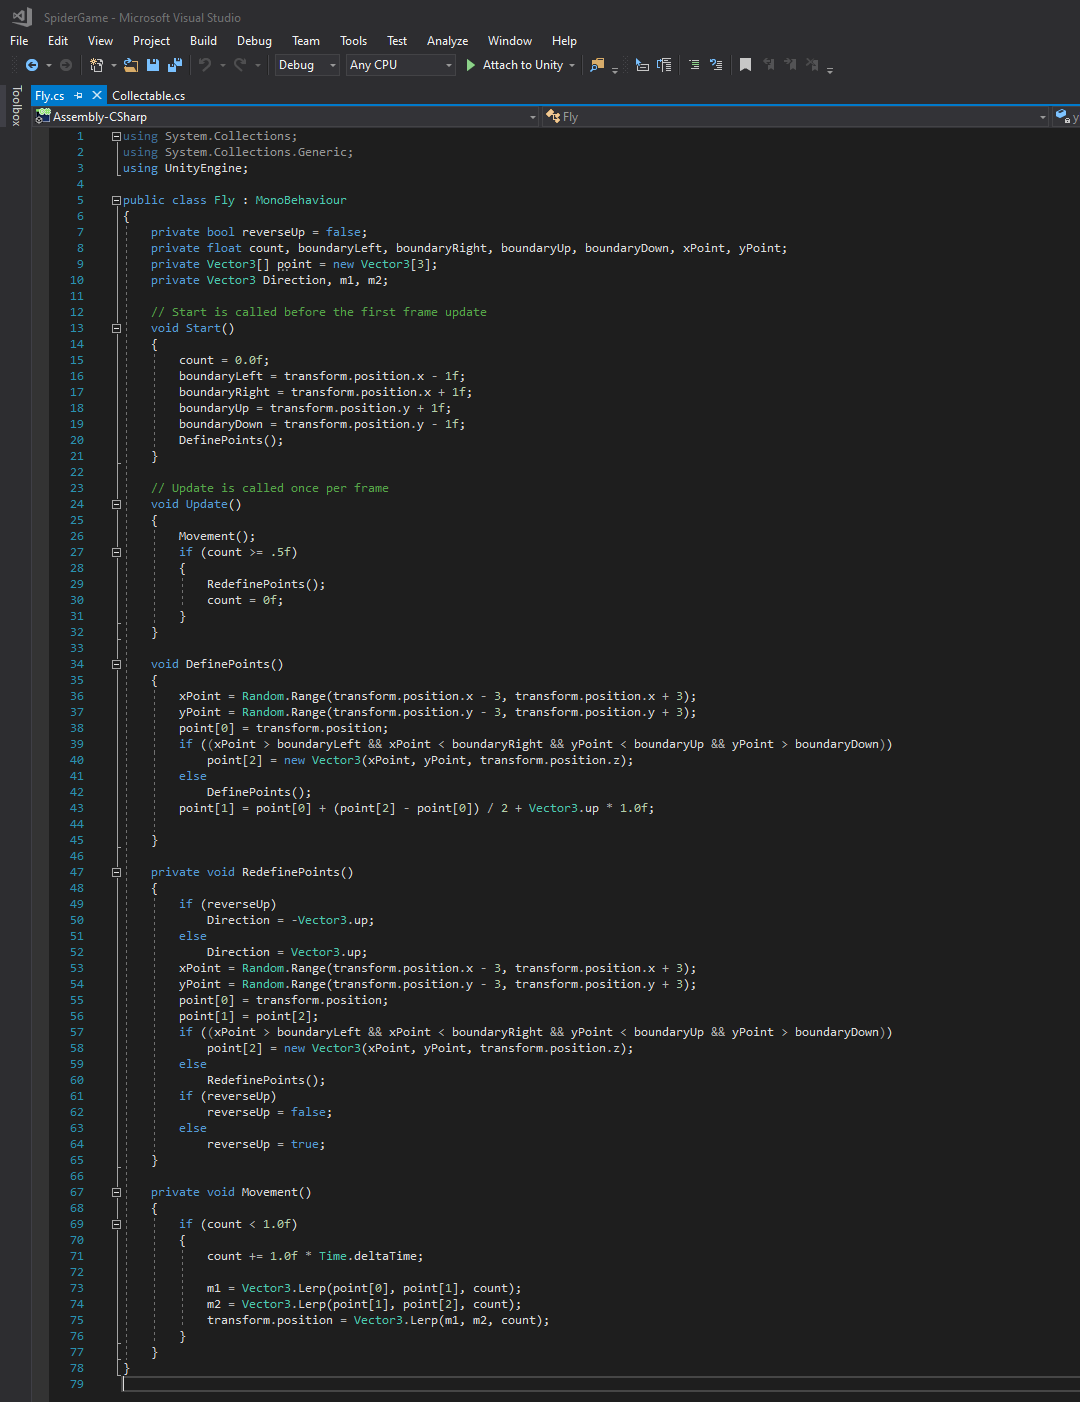 SpiderGame - Microsoft Visual Studio
File Edit View Project Build Debug Team Tools Test Analyze Window Help
Debug Any CPU Attach to Unity
Toolbox
Fly.cs Collectable.cs
Assembly-CSharp Fly y
1 using System.Collections;
2 using System.Collections.Generic;
3 using UnityEngine;
4
5 public class Fly : MonoBehaviour
6 {
7 private bool reverseUp = false;
8 private float count, boundaryLeft, boundaryRight, boundaryUp, boundaryDown, xPoint, yPoint;
9 private Vector3[] point = new Vector3[3];
10 private Vector3 Direction, m1, m2;
11
12 // Start is called before the first frame update
13 void Start()
14 {
15 count = 0.0f;
16 boundaryLeft = transform.position.x - 1f;
17 boundaryRight = transform.position.x + 1f;
18 boundaryUp = transform.position.y + 1f;
19 boundaryDown = transform.position.y - 1f;
20 DefinePoints();
21 }
22
23 // Update is called once per frame
24 void Update()
25 {
26 Movement();
27 if (count >= .5f)
28 {
29 RedefinePoints();
30 count = 0f;
31 }
32 }
33
34 void DefinePoints()
35 {
36 xPoint = Random.Range(transform.position.x - 3, transform.position.x + 3);
37 yPoint = Random.Range(transform.position.y - 3, transform.position.y + 3);
38 point[0] = transform.position;
39 if ((xPoint > boundaryLeft && xPoint < boundaryRight && yPoint < boundaryUp && yPoint > boundaryDown))
40 point[2] = new Vector3(xPoint, yPoint, transform.position.z);
41 else
42 DefinePoints();
43 point[1] = point[0] + (point[2] - point[0]) / 2 + Vector3.up * 1.0f;
44
45 }
46
47 private void RedefinePoints()
48 {
49 if (reverseUp)
50 Direction = -Vector3.up;
51 else
52 Direction = Vector3.up;
53 xPoint = Random.Range(transform.position.x - 3, transform.position.x + 3);
54 yPoint = Random.Range(transform.position.y - 3, transform.position.y + 3);
55 point[0] = transform.position;
56 point[1] = point[2];
57 if ((xPoint > boundaryLeft && xPoint < boundaryRight && yPoint < boundaryUp && yPoint > boundaryDown))
58 point[2] = new Vector3(xPoint, yPoint, transform.position.z);
59 else
60 RedefinePoints();
61 if (reverseUp)
62 reverseUp = false;
63 else
64 reverseUp = true;
65 }
66
67 private void Movement()
68 {
69 if (count < 1.0f)
70 {
71 count += 1.0f * Time.deltaTime;
72
73 m1 = Vector3.Lerp(point[0], point[1], count);
74 m2 = Vector3.Lerp(point[1], point[2], count);
75 transform.position = Vector3.Lerp(m1, m2, count);
76 }
77 }
78 }
79